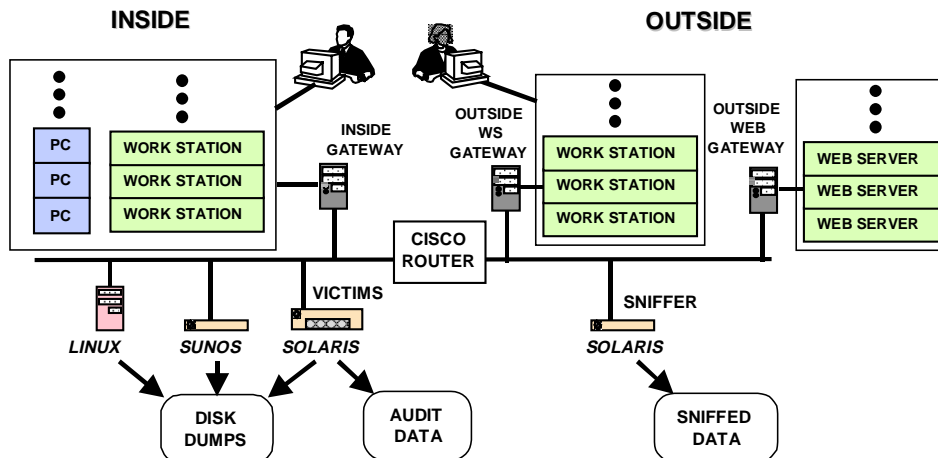 INSIDE
OUTSIDE
PC
PC
PC
WORK STATION
WORK STATION
WORK STATION
INSIDE
GATEWAY
OUTSIDE
WS
GATEWAY
WORK STATION
WORK STATION
WORK STATION
OUTSIDE
WEB
GATEWAY
WEB SERVER
WEB SERVER
WEB SERVER
CISCO
ROUTER
VICTIMS
SNIFFER
LINUX
SUNOS
SOLARIS
SOLARIS
DISK
DUMPS
AUDIT
DATA
SNIFFED
DATA